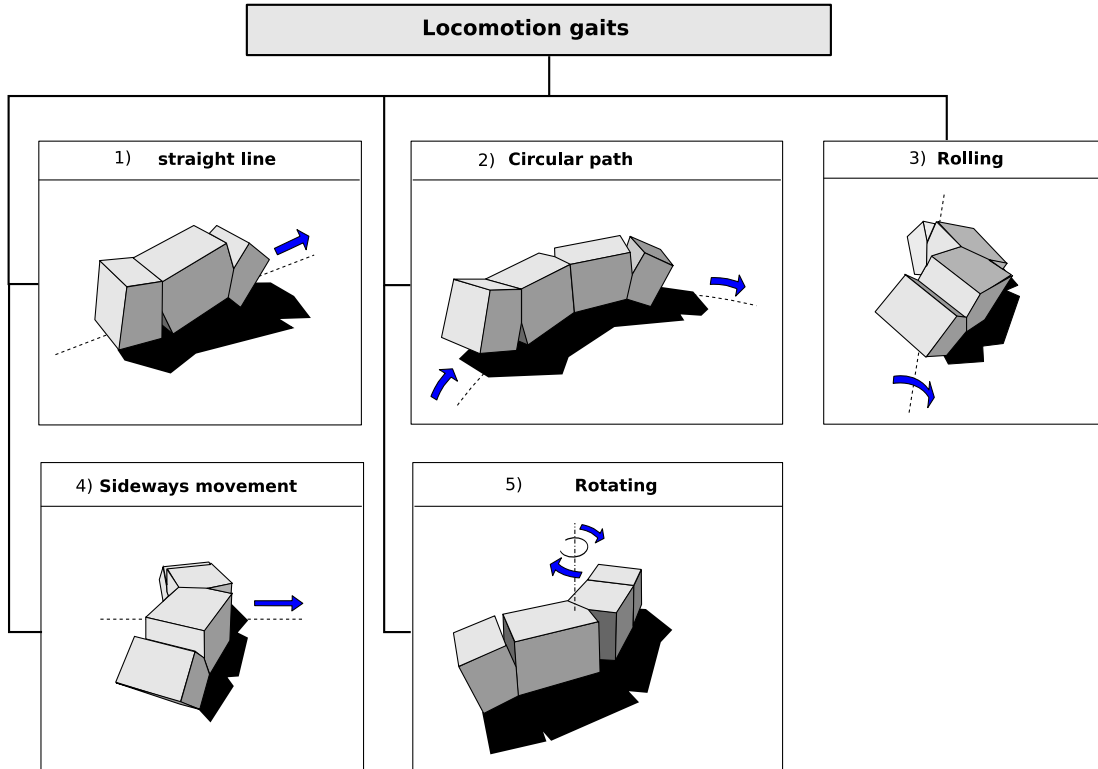 Locomotion gaits
1) straight line
2) Circular path
3) Rolling
4) Sideways movement
5) Rotating